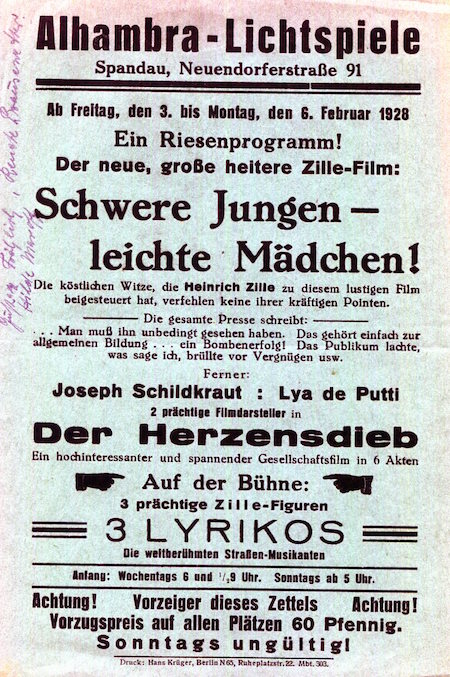 Alhambra-Lichtspiele
Spandau, Neuendorferstraße 91
Ab Freitag, den 3. bis Montag, den 6. Februar 1928
Ein Riesenprogramm!
Der neue, große heitere Zille-Film:
Schwere Jungen —
leichte Mädchen!
Die köstlichen Witze, die Heinrich Zille zu diesem lustigen Film
beigesteuert hat, verfehlen keine ihrer kräftigen Pointen.
Die gesamte Presse schreibt:
. . . Man muß ihn unbedingt gesehen haben. Das gehört einfach zur
allgemeinen Bildung . . . ein Bombenerfolg! Das Publikum lachte,
was sage ich, brüllte vor Vergnügen usw.
Ferner:
Joseph Schildkraut : Lya de Putti
2 prächtige Filmdarsteller in
Der Herzensdieb
Ein hochinteressanter und spannender Gesellschaftsfilm in 6 Akten
Auf der Bühne:
3 prächtige Zille-Figuren
3 LYRIKOS
Die weltberühmten Straßen-Musikanten
Anfang: Wochentags 6 und ½9 Uhr. Sonntags ab 5 Uhr.
Achtung! Vorzeiger dieses Zettels Achtung!
Vorzugspreis auf allen Plätzen 60 Pfennig.
Sonntags ungültig!
Druck: Hans Krüger, Berlin N65, Ruheplatzstr. 22. Mbt. 303.